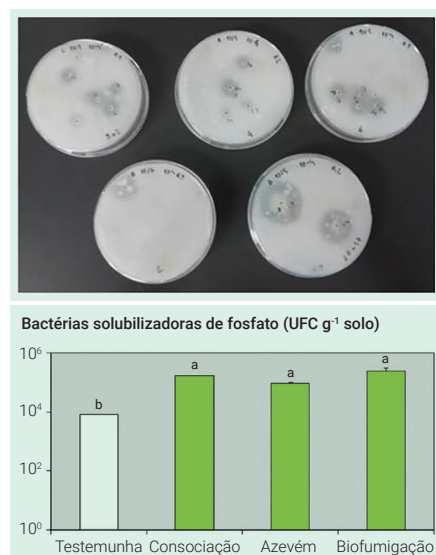 Bactérias solubilizadoras de fosfato (UFC g⁻¹ solo)
10⁶
10⁴
10²
10⁰
b
a
a
a
Testemunha Consociação Azevém Biofumigação